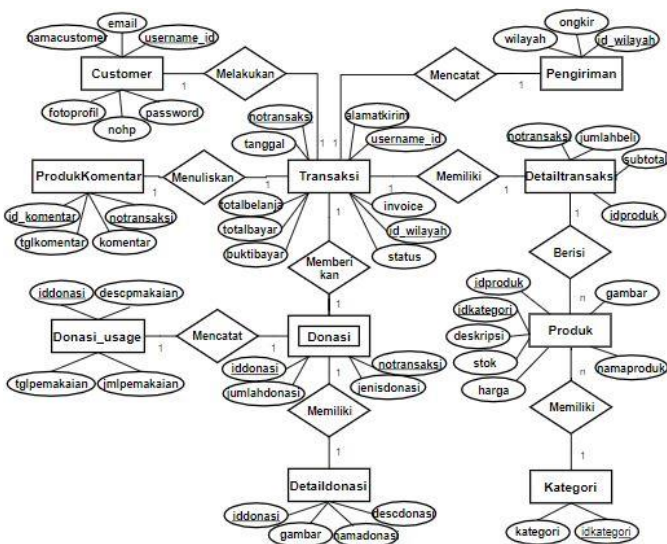 email
namacustomer
username_id
Customer
fotoprofil
nohp
password
Melakukan
1
1
ongkir
wilayah
id_wilayah
Pengiriman
Mencatat
1
1
notransaksi
alamatkirim
tanggal
username_id
ProdukKomentar
Menuliskan
Transaksi
Memiliki
Detailtransaksi
1
1
1
1
notransaksi
jumlahbeli
subtotal
idproduk
id_komentar
notransaksi
tglkomentar
komentar
totalbelanja
totalbayar
buktibayar
invoice
id_wilayah
status
1
Memberi
kan
1
1
Berisi
n
iddonasi
descpmakaian
Donasi_usage
Mencatat
Donasi
1
1
tglpemakaian
jmlpemakaian
iddonasi
jumlahdonasi
notransaksi
jenisdonasi
idproduk
idkategori
deskripsi
stok
harga
gambar
Produk
namaproduk
1
Memiliki
1
n
Memiliki
1
Detaildonasi
iddonasi
gambar
namadonasi
descdonasi
Kategori
kategori
idkategori